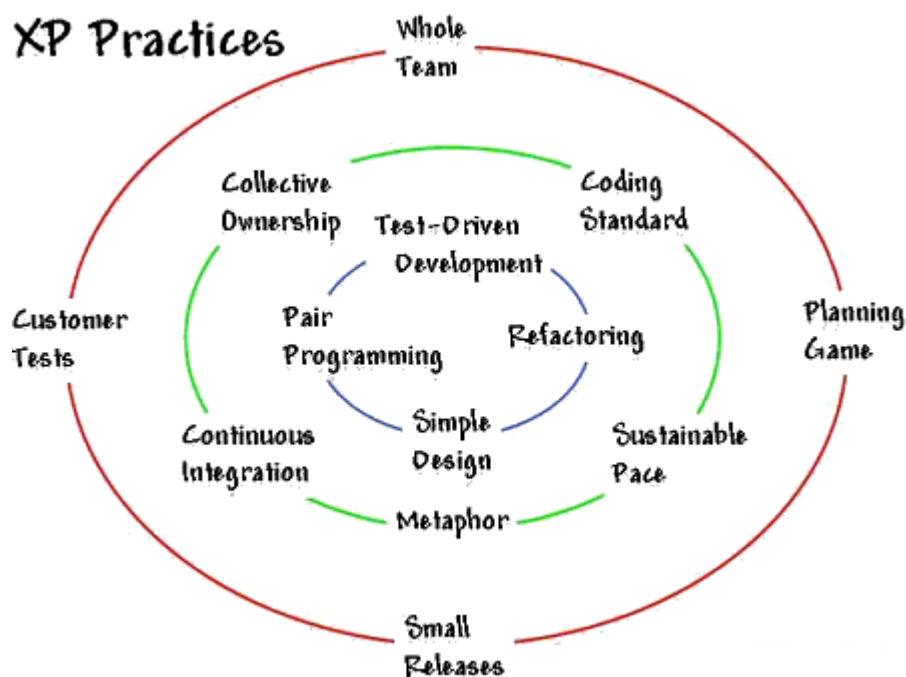 XP Practices
Whole
Team
Collective
Ownership
Coding
Standard
Test-Driven
Development
Customer
Tests
Pair
Programming
Refactoring
Planning
Game
Continuous
Integration
Simple
Design
Sustainable
Pace
Metaphor
Small
Releases